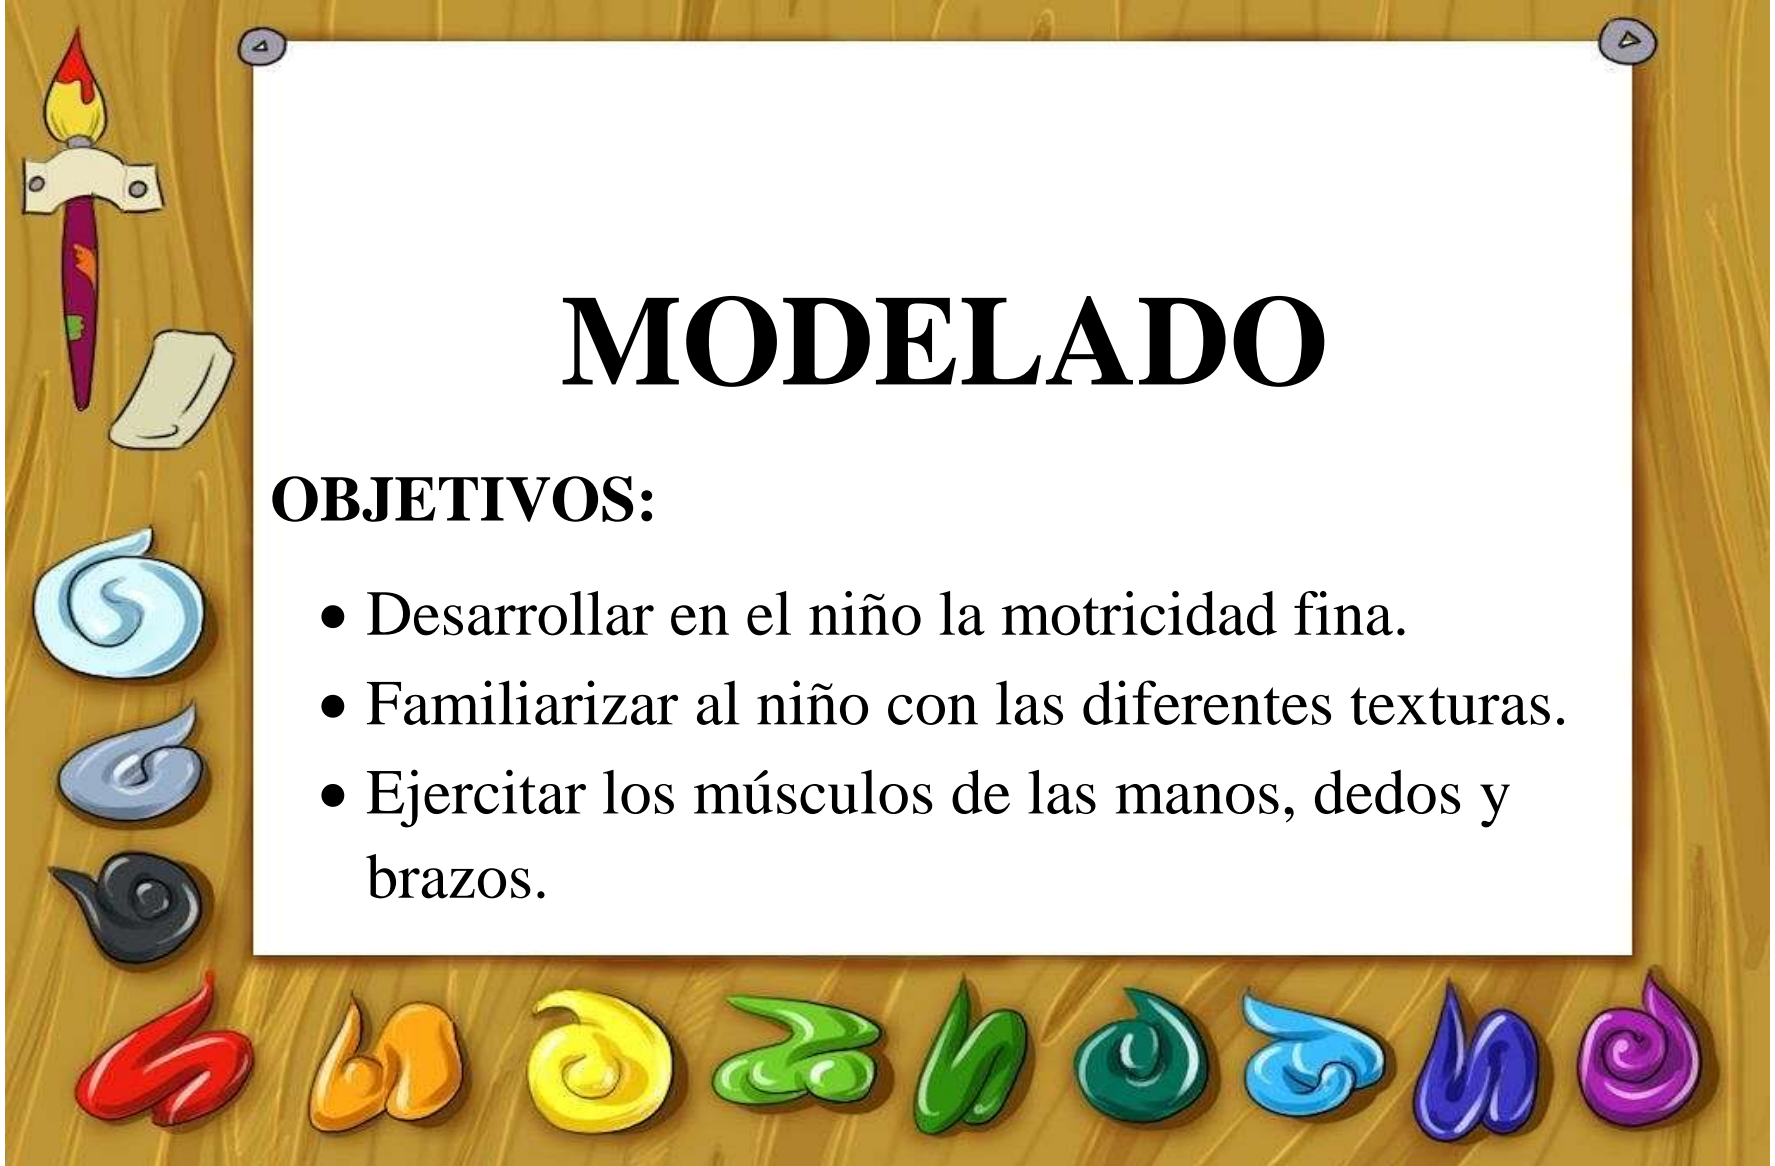 MODELADO
OBJETIVOS:
• Desarrollar en el niño la motricidad fina.
• Familiarizar al niño con las diferentes texturas.
• Ejercitar los músculos de las manos, dedos y
brazos.